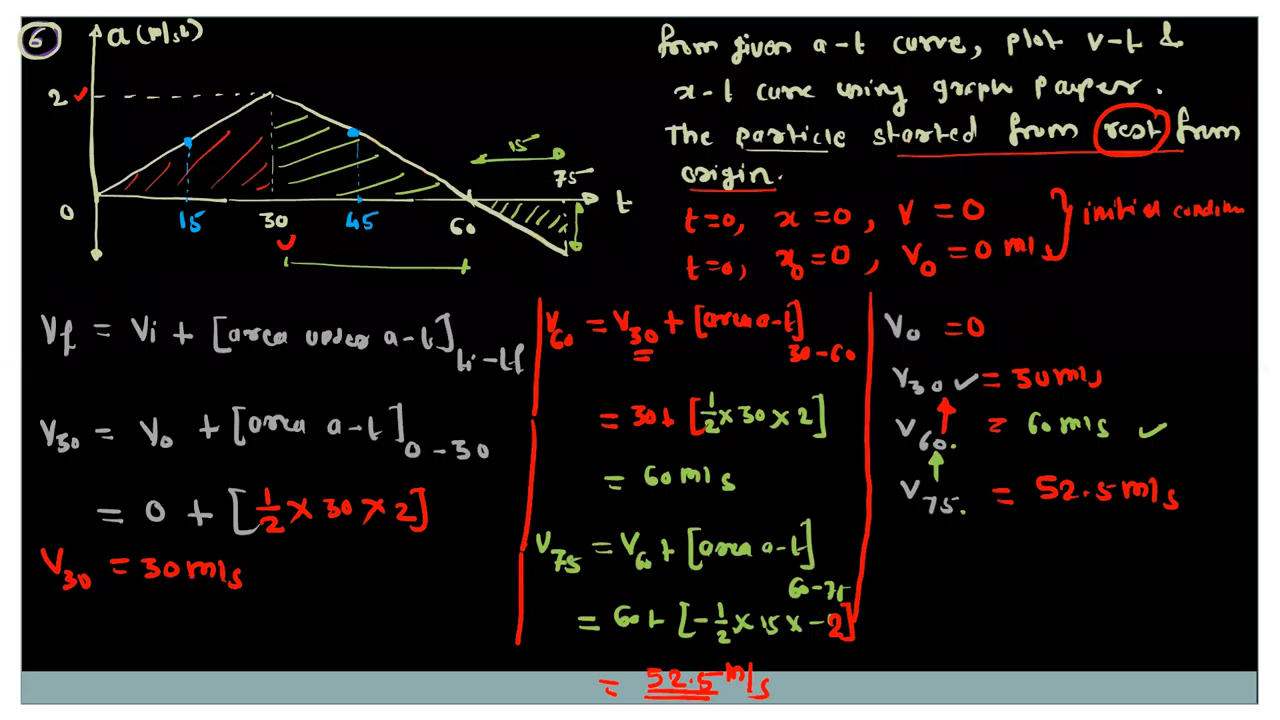 6
a (m/s2)
2
0
15
30
45
60
15
75
t
from given a-t curve, plot v-t &
x-t curve using graph paper.
The particle started from rest from
origin.
t=0, x=0, v=0
t=0, x0=0, v0=0 m/s
} initial condition
Vf = Vi + [area under a-t] ti-tf
V30 = V0 + [area a-t] 0-30
= 0 + [1/2 × 30 × 2]
V30 = 30m/s
V60 = V30 + [area a-t] 30-60
= 30+ [1/2 × 30 × 2]
= 60 m/s
V75 = V60 + [area a-t] 60-75
= 60+ [-1/2 × 15 × -2]
= 52.5 m/s
V0 = 0
V30 ✓ = 30m/s
V60. = 60m/s ✓
V75. = 52.5m/s